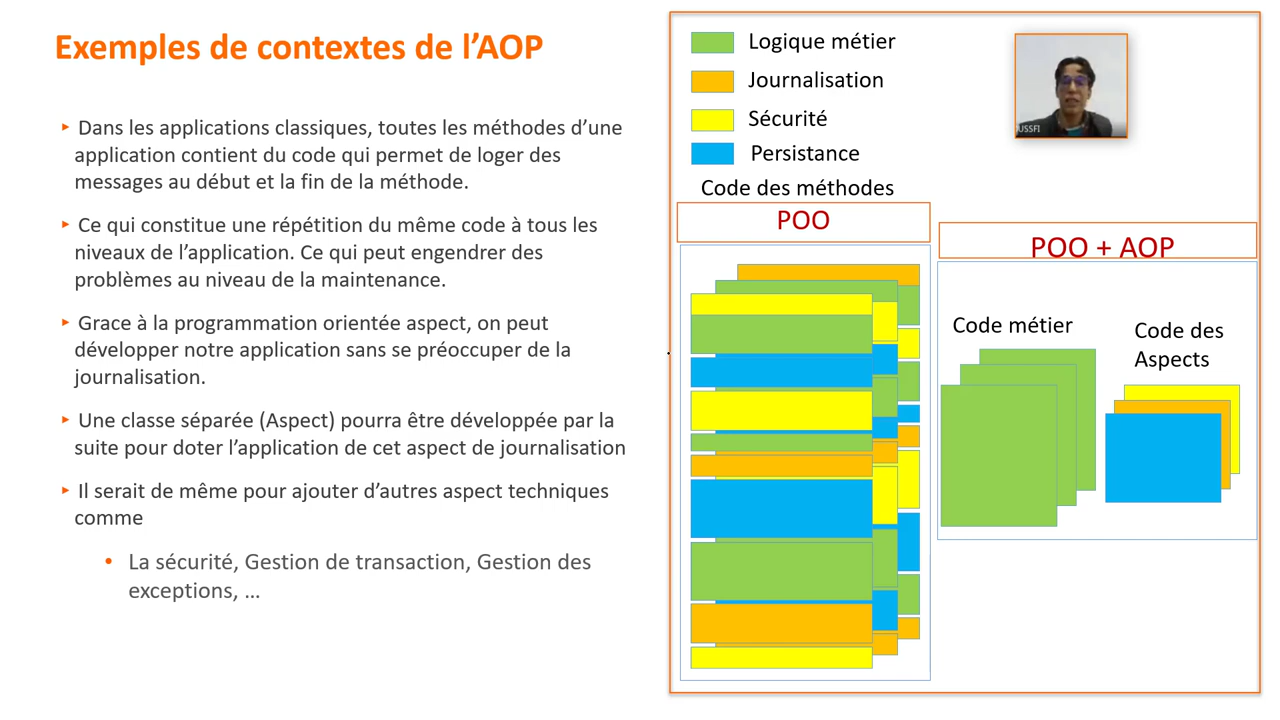 Exemples de contextes de l’AOP
Dans les applications classiques, toutes les méthodes d’une
application contient du code qui permet de loger des
messages au début et la fin de la méthode.
Ce qui constitue une répétition du même code à tous les
niveaux de l’application. Ce qui peut engendrer des
problèmes au niveau de la maintenance.
Grace à la programmation orientée aspect, on peut
développer notre application sans se préoccuper de la
journalisation.
Une classe séparée (Aspect) pourra être développée par la
suite pour doter l’application de cet aspect de journalisation
Il serait de même pour ajouter d’autres aspect techniques
comme
La sécurité, Gestion de transaction, Gestion des
exceptions, …
Logique métier
Journalisation
Sécurité
Persistance
Code des méthodes
POO
POO + AOP
Code métier
Code des
Aspects
USSFI